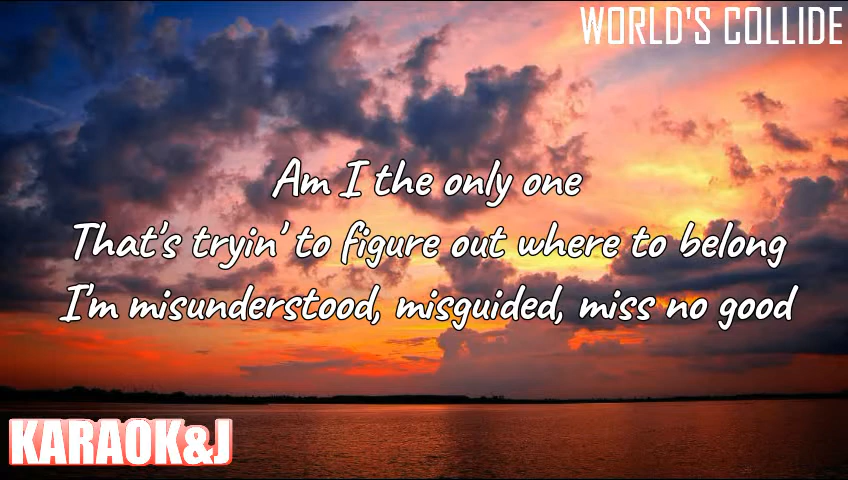 WORLD'S COLLIDE
Am I the only one
That's tryin' to figure out where to belong
I'm misunderstood, misguided, miss no good
KARAOK&J